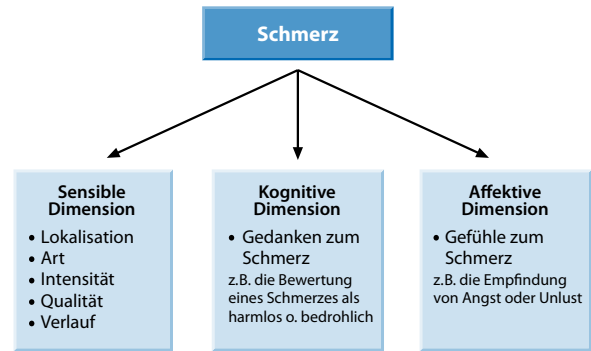 Schmerz
Sensible
Dimension
• Lokalisation
• Art
• Intensität
• Qualität
• Verlauf
Kognitive
Dimension
• Gedanken zum
Schmerz
z.B. die Bewertung
eines Schmerzes als
harmlos o. bedrohlich
Affektive
Dimension
• Gefühle zum
Schmerz
z.B. die Empfindung
von Angst oder Unlust